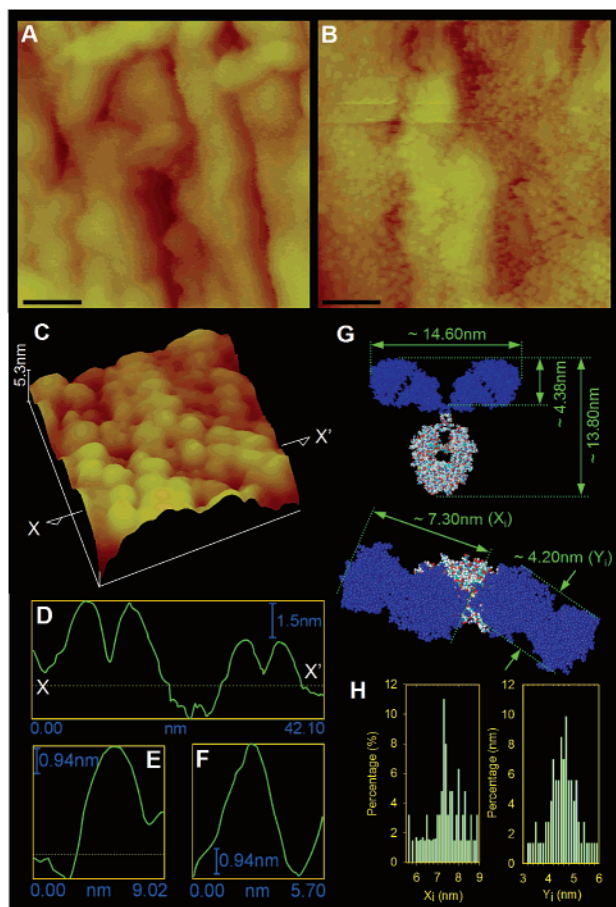 A
B
C
5.3nm
X
X'
G
~ 14.60nm
~ 4.38nm
~ 13.80nm
~ 7.30nm (Xi)
~ 4.20nm (Yi)
D
1.5nm
X
X'
0.00 nm 42.10
E
0.94nm
0.00 nm 9.02
F
0.94nm
0.00 nm 5.70
H
Percentage (%)
12
10
8
6
4
2
0
6 7 8 9
Xi (nm)
Percentage (nm)
12
10
8
6
4
2
0
3 4 5 6
Yi (nm)